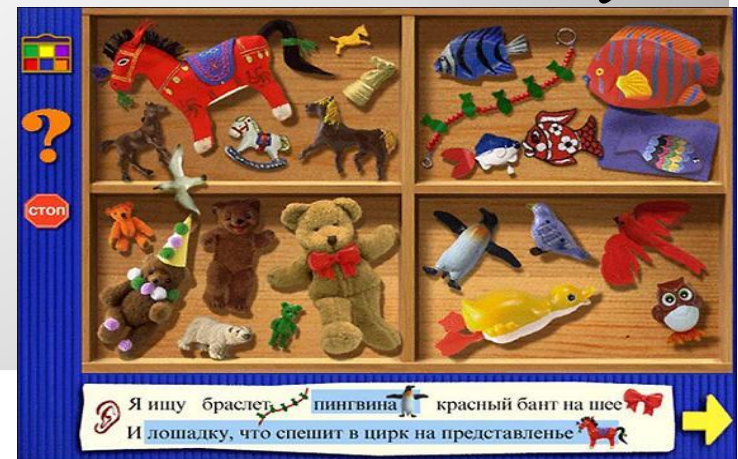 СТОП
Я ищу браслет пингвина красный бант на шее
И лошадку, что спешит в цирк на представленье